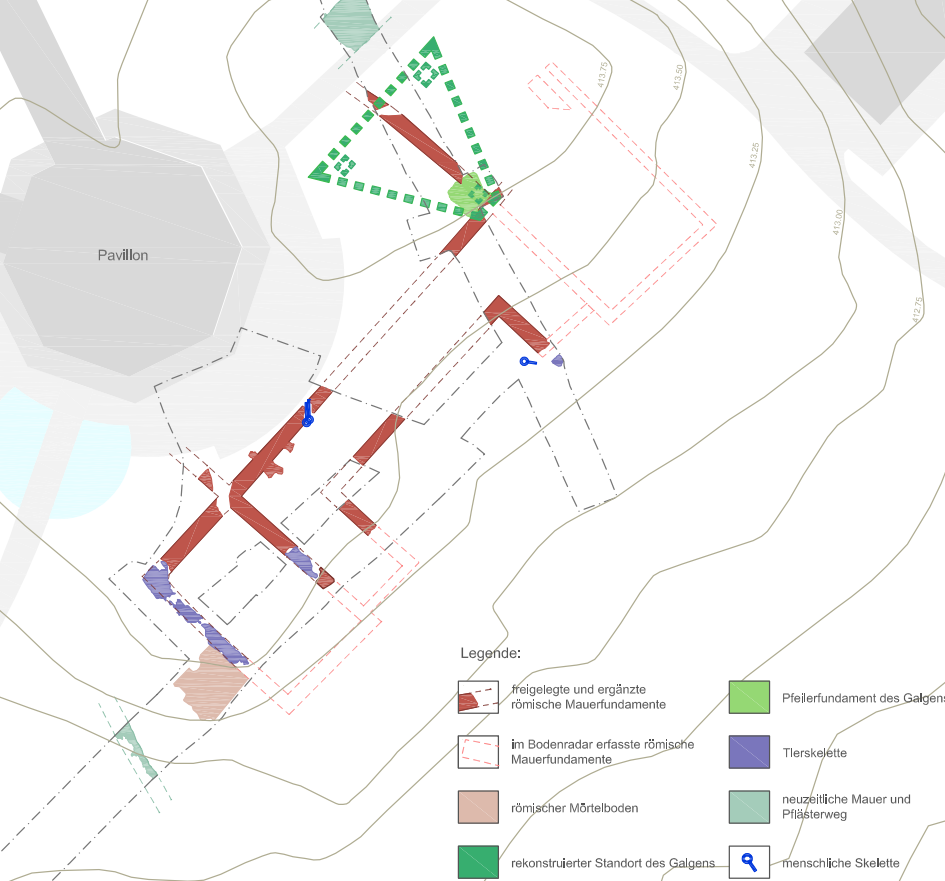 413.75
413.50
413.25
413.00
412.75
Pavillon
Legende:
freigelegte und ergänzte
römische Mauerfundamente
im Bodenradar erfasste römische
Mauerfundamente
römischer Mörtelboden
rekonstruierter Standort des Galgens
Pfeilerfundament des Galgens
TIerskelette
neuzeitliche Mauer und
Pflästerweg
menschliche Skelette